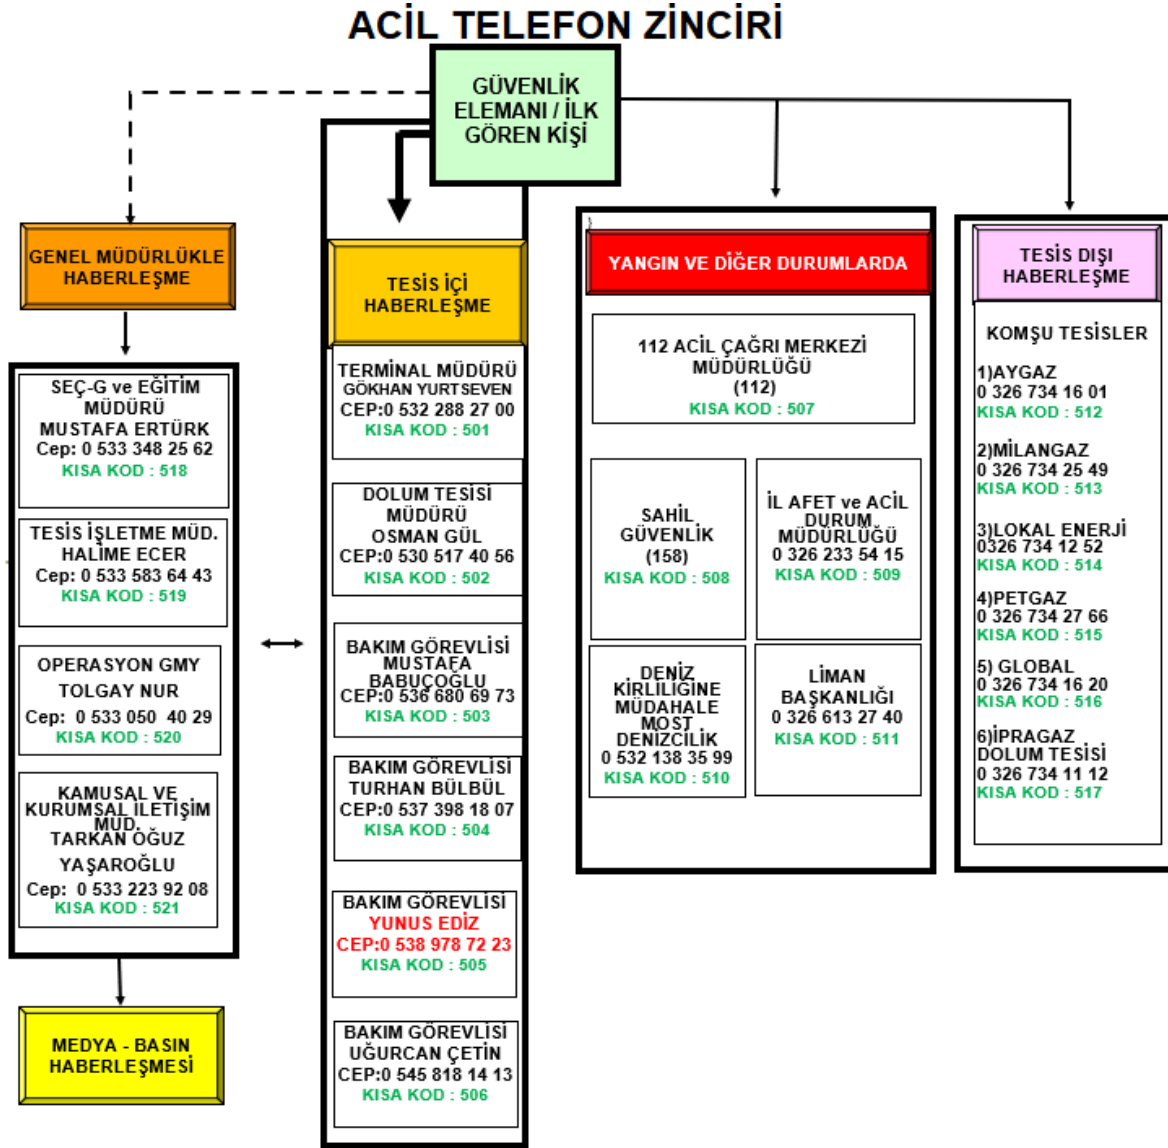 ACİL TELEFON ZİNCİRİ
GÜVENLİK
ELEMANI / İLK
GÖREN KİŞİ
GENEL MÜDÜRLÜKLE
HABERLEŞME
SEÇ-G ve EĞİTİM
MÜDÜRÜ
MUSTAFA ERTÜRK
Cep: 0 533 348 25 62
KISA KOD : 518
TESİS İŞLETME MÜD.
HALİME ECER
Cep: 0 533 583 64 43
KISA KOD : 519
OPERASYON GMY
TOLGAY NUR
Cep: 0 533 050 40 29
KISA KOD : 520
KAMUSAL VE
KURUMSAL İLETİŞİM
MÜD.
TARKAN OĞUZ
YAŞAROĞLU
Cep: 0 533 223 92 08
KISA KOD : 521
MEDYA - BASIN
HABERLEŞMESİ
TESİS İÇİ
HABERLEŞME
TERMİNAL MÜDÜRÜ
GÖKHAN YURTSEVEN
CEP:0 532 288 27 00
KISA KOD : 501
DOLUM TESİSİ
MÜDÜRÜ
OSMAN GÜL
CEP:0 530 517 40 56
KISA KOD : 502
BAKIM GÖREVLİSİ
MUSTAFA
BABUÇOĞLU
CEP:0 536 680 69 73
KISA KOD : 503
BAKIM GÖREVLİSİ
TURHAN BÜLBÜL
CEP:0 537 398 18 07
KISA KOD : 504
BAKIM GÖREVLİSİ
YUNUS EDİZ
CEP:0 538 978 72 23
KISA KOD : 505
BAKIM GÖREVLİSİ
UĞURCAN ÇETİN
CEP:0 545 818 14 13
KISA KOD : 506
}
YANGIN VE DİĞER DURUMLARDA
112 ACİL ÇAĞRI MERKEZİ
MÜDÜRLÜĞÜ
(112)
KISA KOD : 507
SAHİL
GÜVENLİK
(158)
KISA KOD : 508
İL AFET ve ACİL
DURUM
MÜDÜRLÜĞÜ
0 326 233 54 15
KISA KOD : 509
DENİZ
KİRLİLİĞİNE
MÜDAHALE
MOST
DENİZCİLİK
0 532 138 35 99
KISA KOD : 510
LİMAN
BAŞKANLIĞI
0 326 613 27 40
KISA KOD : 511
TESİS DIŞI
HABERLEŞME
KOMŞU TESİSLER
1)AYGAZ
0 326 734 16 01
KISA KOD : 512
2)MİLANGAZ
0 326 734 25 49
KISA KOD : 513
3)LOKAL ENERJİ
0326 734 12 52
KISA KOD : 514
4)PETGAZ
0 326 734 27 66
KISA KOD : 515
5) GLOBAL
0 326 734 16 20
KISA KOD : 516
6)İPRAGAZ
DOLUM TESİSİ
0 326 734 11 12
KISA KOD : 517